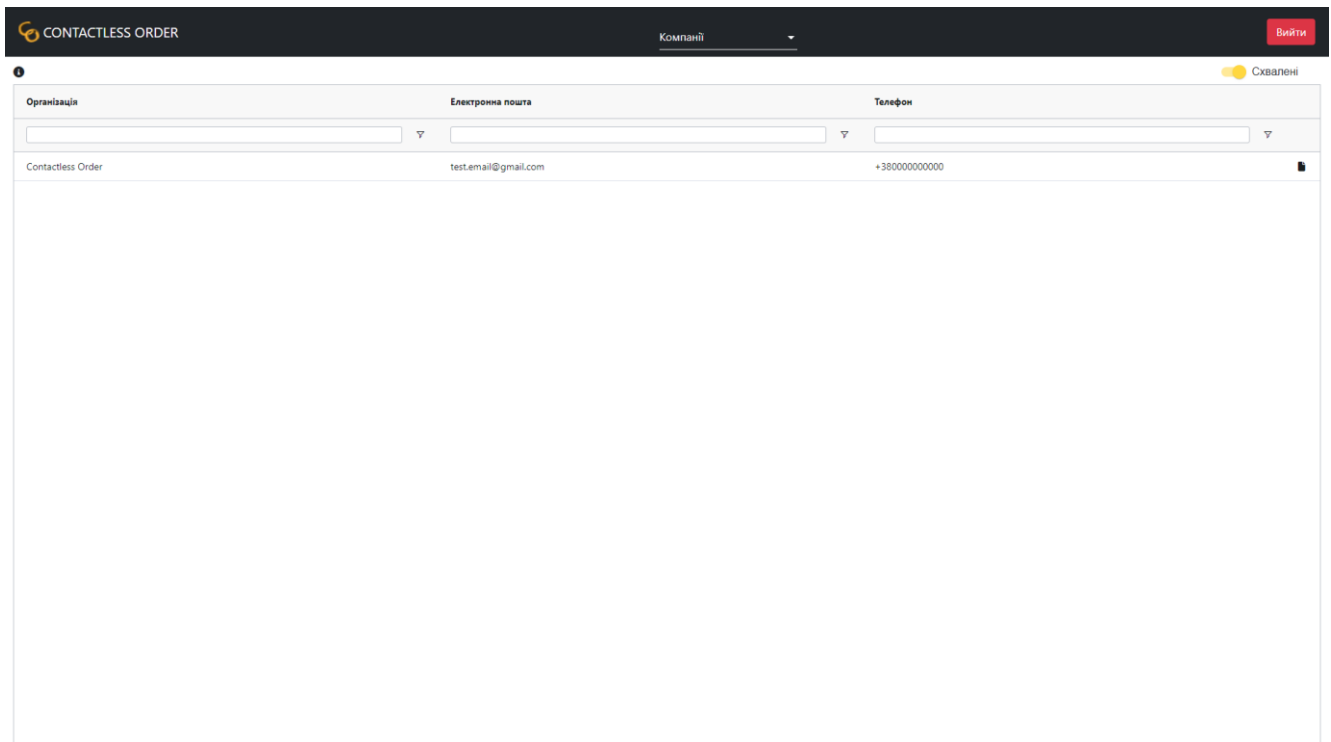 CONTACTLESS ORDER
Компанії
Вийти
Схвалені
Організація Електронна пошта Телефон
Contactless Order test.email@gmail.com +380000000000